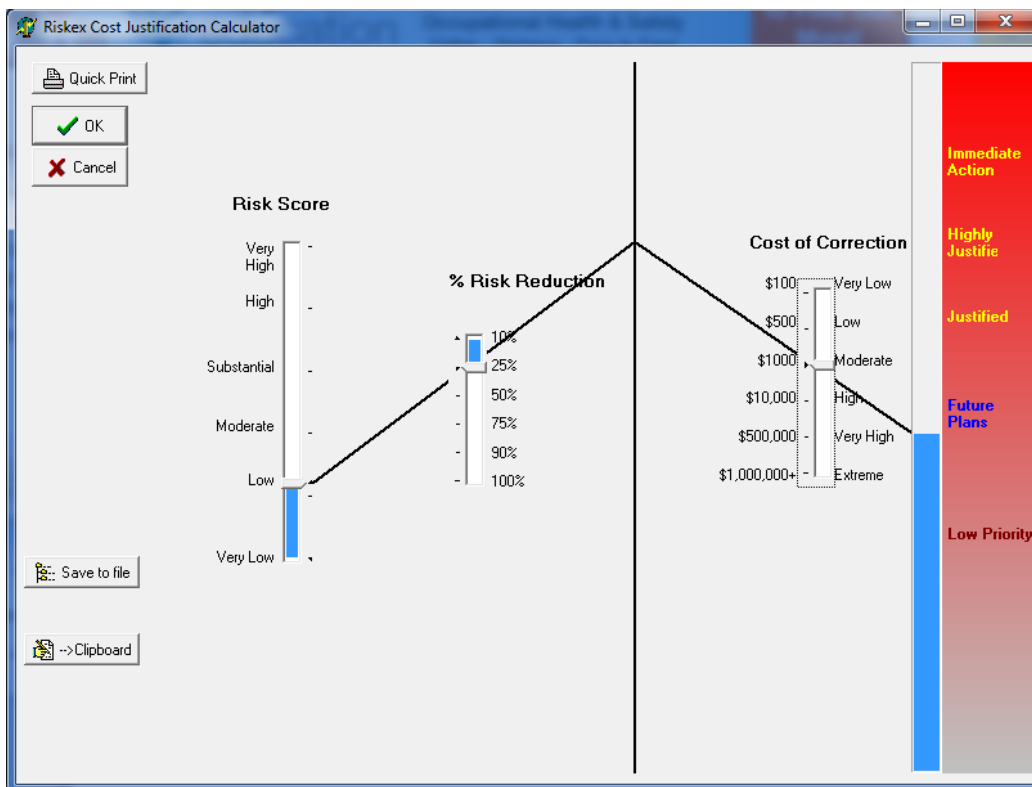 Riskex Cost Justification Calculator
Quick Print
OK
Cancel
Risk Score
Very
High
High
Substantial
Moderate
Low
Very Low
% Risk Reduction
10%
25%
50%
75%
90%
100%
Cost of Correction
$100 Very Low
$500 Low
$1000 Moderate
$10,000 High
$500,000 Very High
$1,000,000+ Extreme
Immediate
Action
Highly
Justifie
Justified
Future
Plans
Low Priority
Save to file
-->Clipboard